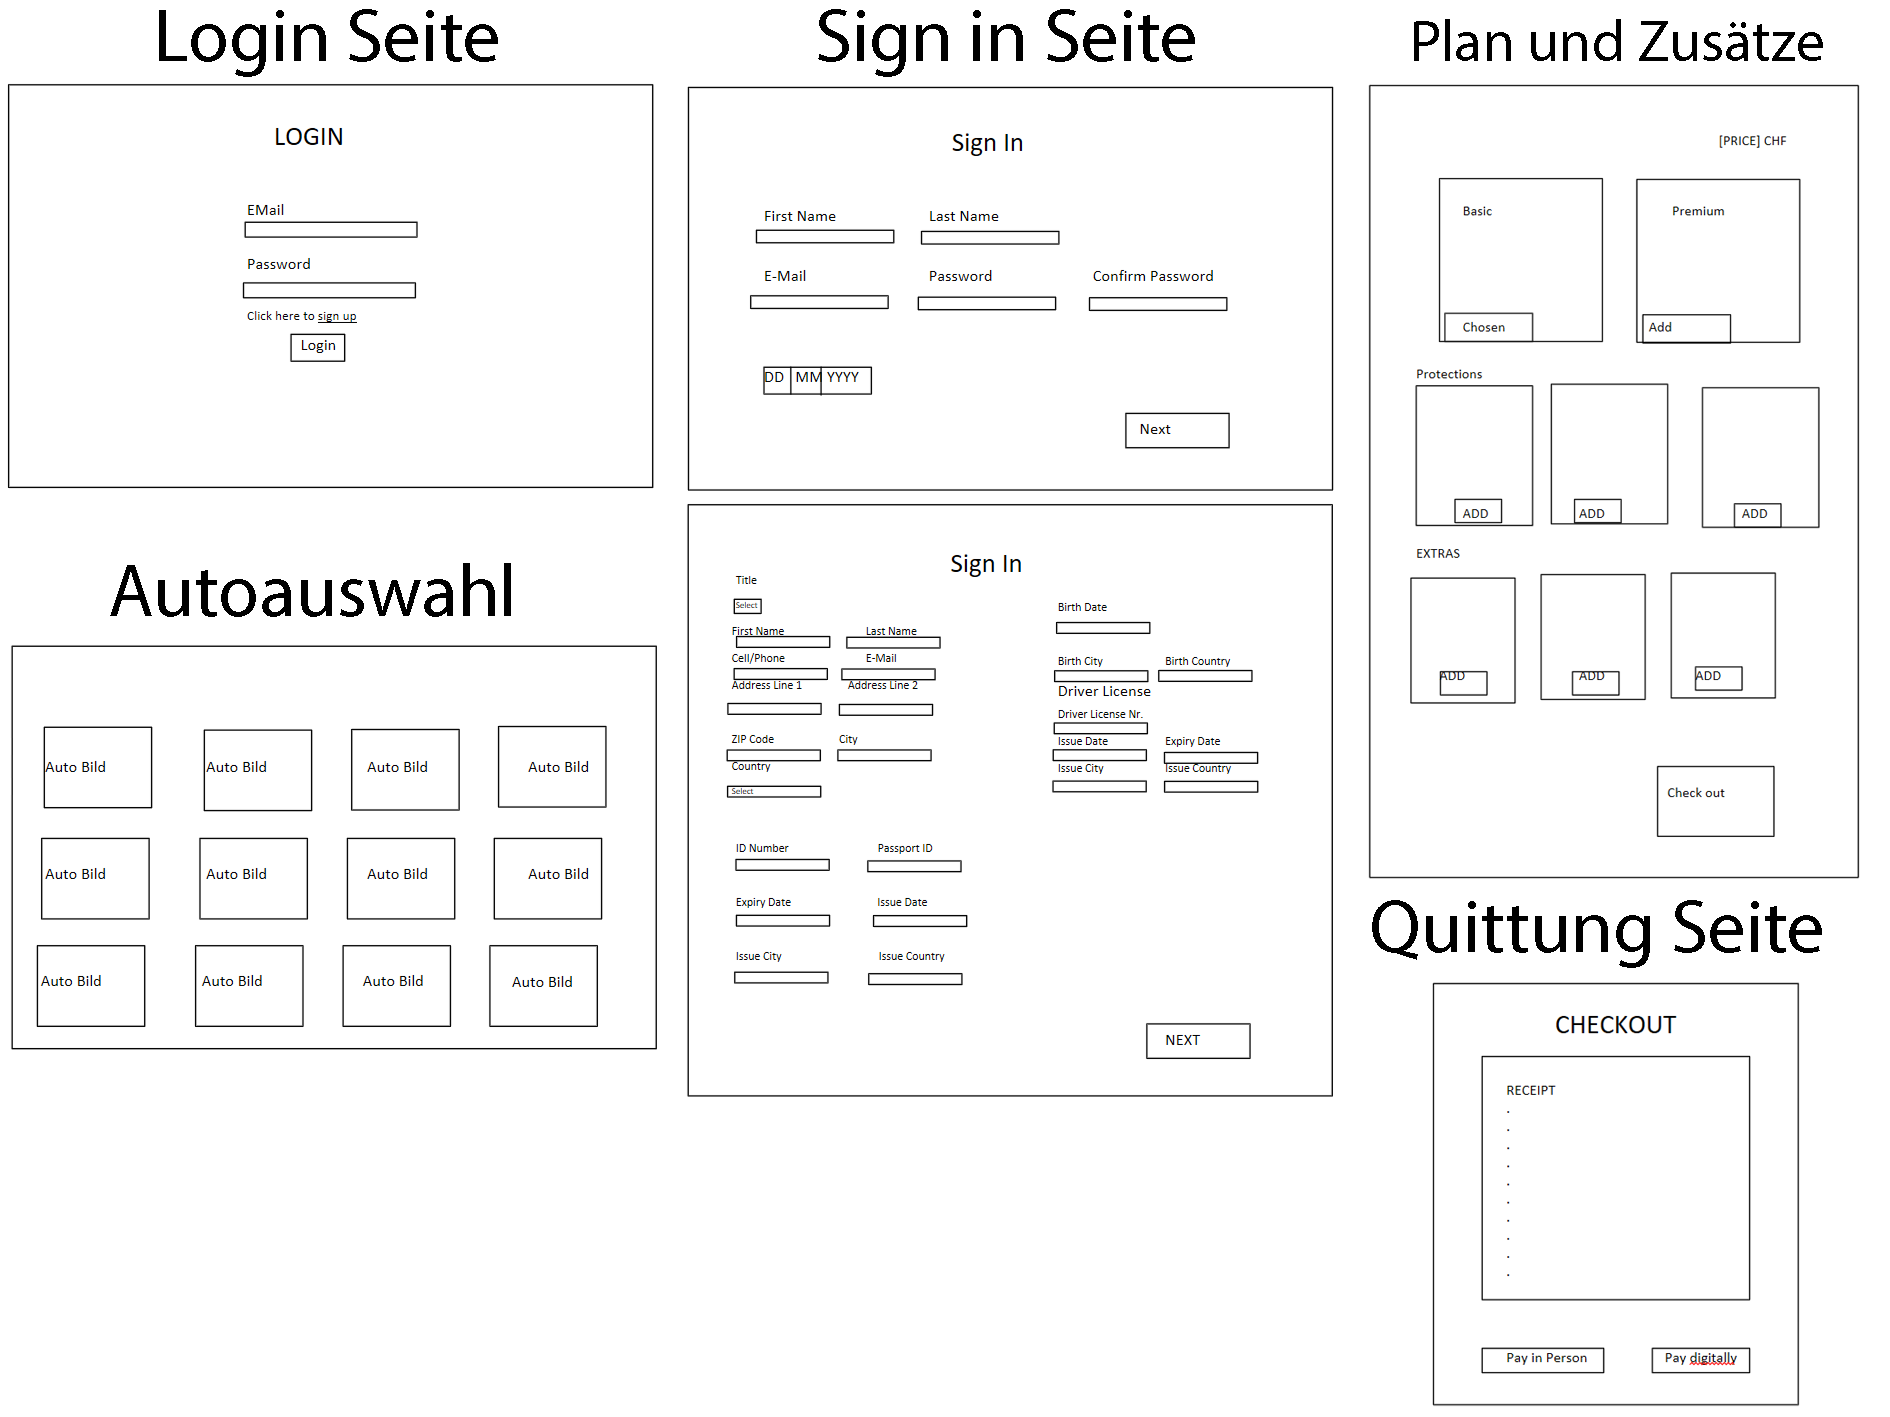 Login Seite
LOGIN
EMail
Password
Click here to sign up
Login
Sign in Seite
Sign In
First Name Last Name
E-Mail Password Confirm Password
DD MM YYYY
Next
Sign In
Title
Select
First Name Last Name
Cell/Phone E-Mail
Address Line 1 Address Line 2
ZIP Code City
Country
Select
Birth Date
Birth City Birth Country
Driver License
Driver License Nr.
Issue Date Expiry Date
Issue City Issue Country
ID Number Passport ID
Expiry Date Issue Date
Issue City Issue Country
NEXT
Autoauswahl
Auto Bild Auto Bild Auto Bild Auto Bild
Auto Bild Auto Bild Auto Bild Auto Bild
Auto Bild Auto Bild Auto Bild Auto Bild
Plan und Zusätze
[PRICE] CHF
Basic Premium
Chosen Add
Protections
ADD ADD ADD
EXTRAS
ADD ADD ADD
Check out
Quittung Seite
CHECKOUT
RECEIPT
.
.
.
.
.
.
.
.
.
.
Pay in Person Pay digitally